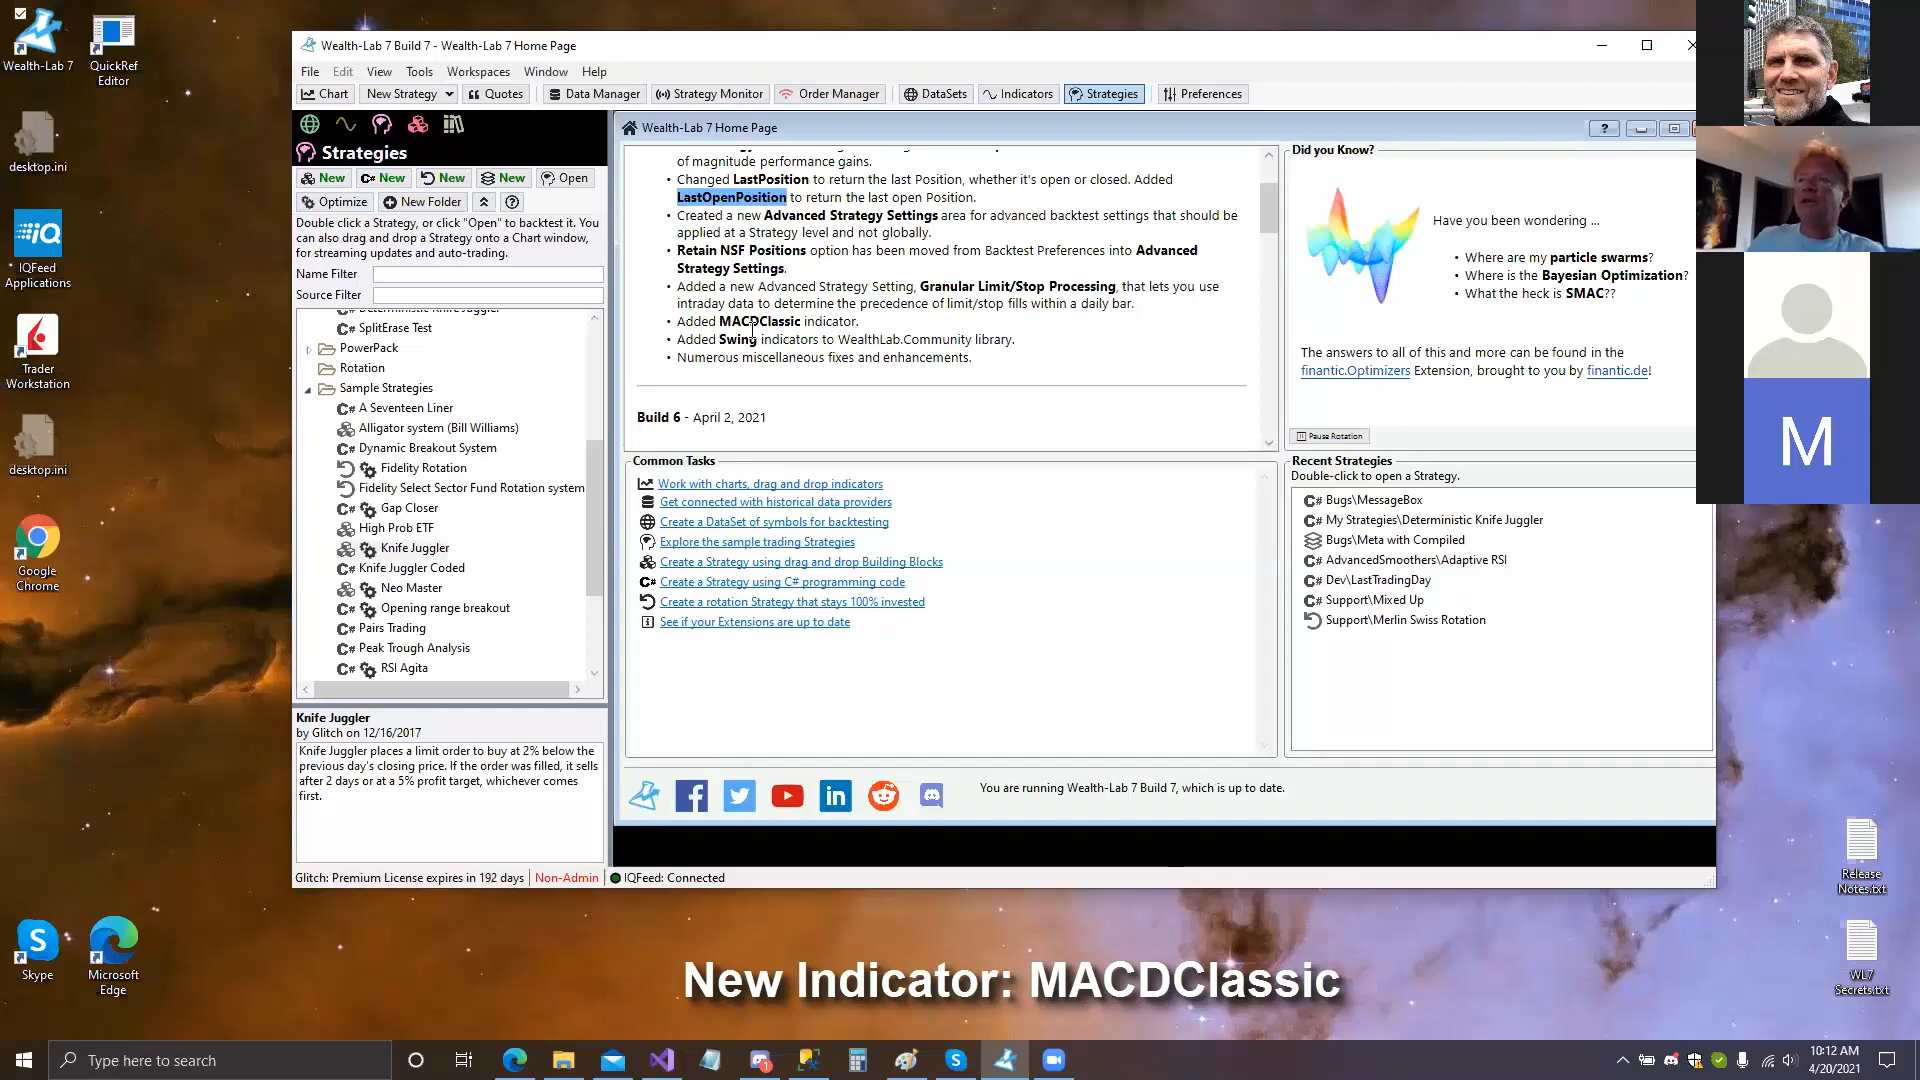 Wealth-Lab 7
QuickRef
Editor
desktop.ini
IQFeed
Applications
Trader
Workstation
desktop.ini
Google
Chrome
Skype
Microsoft
Edge
Wealth-Lab 7 Build 7 - Wealth-Lab 7 Home Page
File Edit View Tools Workspaces Window Help
Chart New Strategy Quotes Data Manager Strategy Monitor Order Manager DataSets Indicators Strategies Preferences
Strategies
New C# New New New Open
Optimize New Folder
Double click a Strategy, or click "Open" to backtest it. You
can also drag and drop a Strategy onto a Chart window,
for streaming updates and auto-trading.
Name Filter
Source Filter
C# SplitErase Test
PowerPack
Rotation
Sample Strategies
C# A Seventeen Liner
Alligator system (Bill Williams)
C# Dynamic Breakout System
Fidelity Rotation
Fidelity Select Sector Fund Rotation system
C# Gap Closer
High Prob ETF
Knife Juggler
C# Knife Juggler Coded
Neo Master
C# Opening range breakout
C# Pairs Trading
C# Peak Trough Analysis
C# RSI Agita
Knife Juggler
by Glitch on 12/16/2017
Knife Juggler places a limit order to buy at 2% below the
previous day's closing price. If the order was filled, it sells
after 2 days or at a 5% profit target, whichever comes
first.
Glitch: Premium License expires in 192 days Non-Admin IQFeed: Connected
Wealth-Lab 7 Home Page
of magnitude performance gains.
• Changed LastPosition to return the last Position, whether it's open or closed. Added
LastOpenPosition to return the last open Position.
• Created a new Advanced Strategy Settings area for advanced backtest settings that should be
applied at a Strategy level and not globally.
• Retain NSF Positions option has been moved from Backtest Preferences into Advanced
Strategy Settings.
• Added a new Advanced Strategy Setting, Granular Limit/Stop Processing, that lets you use
intraday data to determine the precedence of limit/stop fills within a daily bar.
• Added MACDClassic indicator.
• Added Swing indicators to WealthLab.Community library.
• Numerous miscellaneous fixes and enhancements.
Build 6 - April 2, 2021
Did you Know?
Have you been wondering ...
• Where are my particle swarms?
• Where is the Bayesian Optimization?
• What the heck is SMAC??
The answers to all of this and more can be found in the
finantic.Optimizers Extension, brought to you by finantic.de!
Pause Rotation
Common Tasks
Work with charts, drag and drop indicators
Get connected with historical data providers
Create a DataSet of symbols for backtesting
Explore the sample trading Strategies
Create a Strategy using drag and drop Building Blocks
C# Create a Strategy using C# programming code
Create a rotation Strategy that stays 100% invested
See if your Extensions are up to date
Recent Strategies
Double-click to open a Strategy.
C# Bugs\MessageBox
C# My Strategies\Deterministic Knife Juggler
Bugs\Meta with Compiled
C# AdvancedSmoothers\Adaptive RSI
C# Dev\LastTradingDay
C# Support\Mixed Up
Support\Merlin Swiss Rotation
You are running Wealth-Lab 7 Build 7, which is up to date.
M
Release
Notes.txt
WL7
Secrets.txt
New Indicator: MACDClassic
Type here to search
10:12 AM
4/20/2021